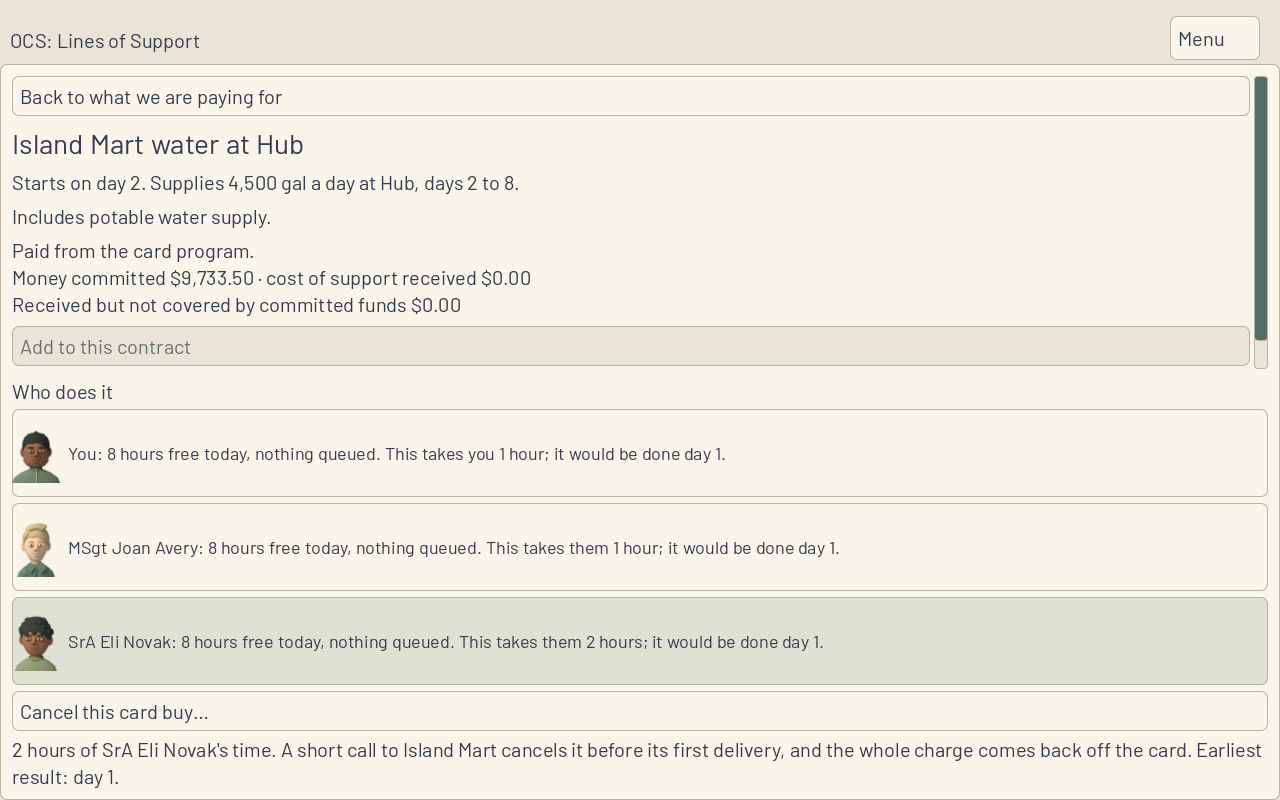 OCS: Lines of Support
Menu
Back to what we are paying for
Island Mart water at Hub
Starts on day 2. Supplies 4,500 gal a day at Hub, days 2 to 8.
Includes potable water supply.
Paid from the card program.
Money committed $9,733.50 · cost of support received $0.00
Received but not covered by committed funds $0.00
Add to this contract
Who does it
You: 8 hours free today, nothing queued. This takes you 1 hour; it would be done day 1.
MSgt Joan Avery: 8 hours free today, nothing queued. This takes them 1 hour; it would be done day 1.
SrA Eli Novak: 8 hours free today, nothing queued. This takes them 2 hours; it would be done day 1.
Cancel this card buy...
2 hours of SrA Eli Novak's time. A short call to Island Mart cancels it before its first delivery, and the whole charge comes back off the card. Earliest
result: day 1.